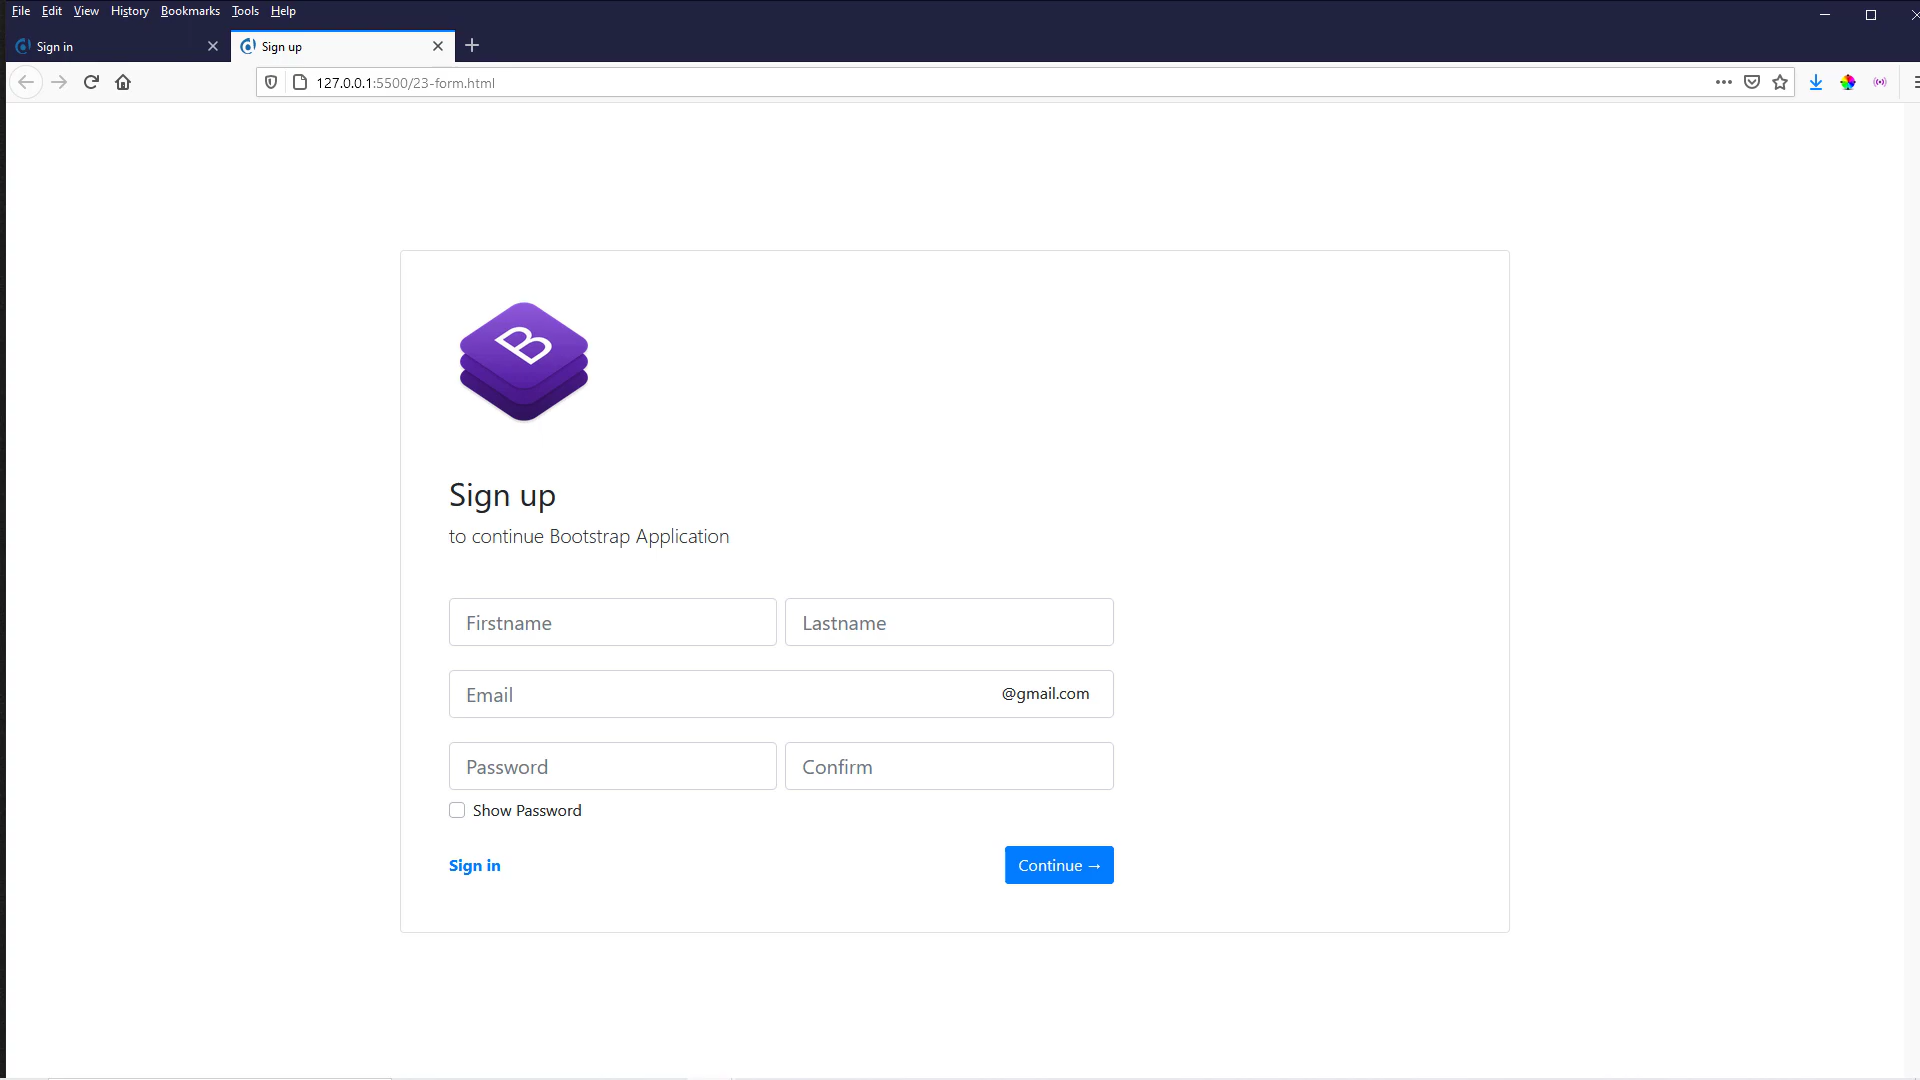 File Edit View History Bookmarks Tools Help
Sign in
Sign up
127.0.0.1:5500/23-form.html
B
Sign up
to continue Bootstrap Application
Firstname
Lastname
Email
@gmail.com
Password
Confirm
Show Password
Sign in
Continue →